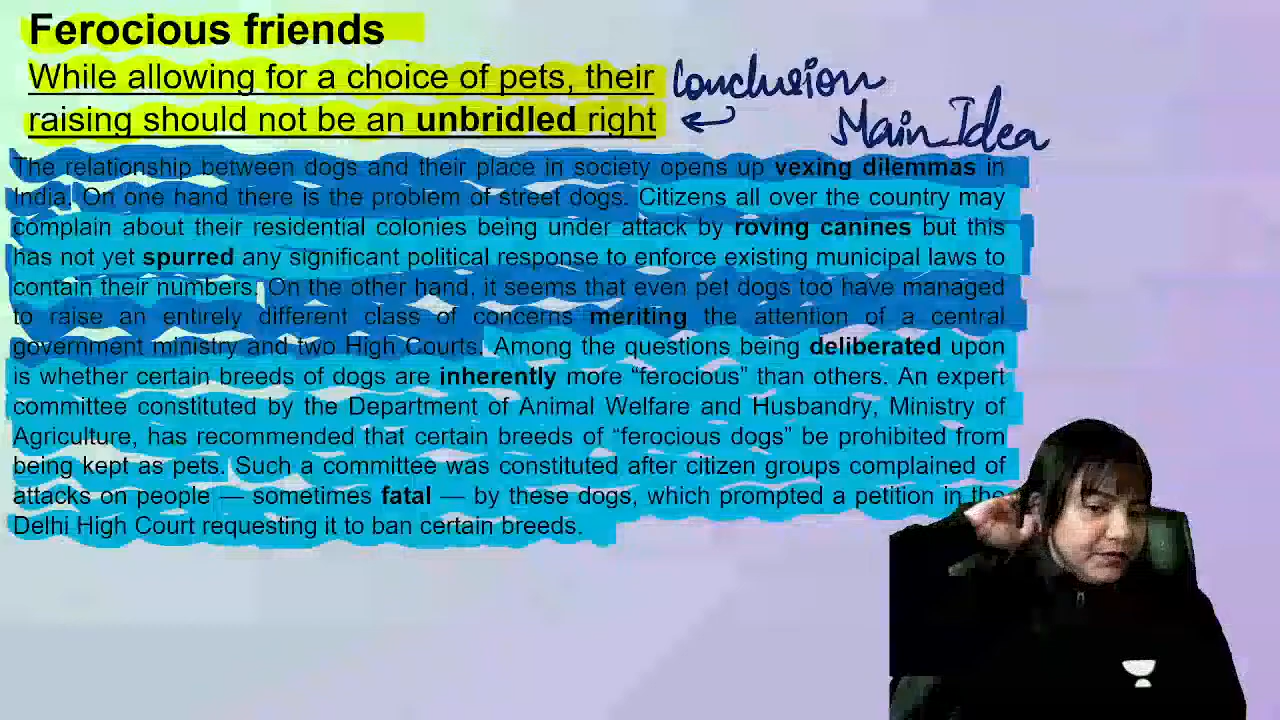 Ferocious friends
While allowing for a choice of pets, their
raising should not be an unbridled right
Conclusion
Main Idea
The relationship between dogs and their place in society opens up vexing dilemmas in
India. On one hand there is the problem of street dogs. Citizens all over the country may
complain about their residential colonies being under attack by roving canines but this
has not yet spurred any significant political response to enforce existing municipal laws to
contain their numbers. On the other hand, it seems that even pet dogs too have managed
to raise an entirely different class of concerns meriting the attention of a central
government ministry and two High Courts. Among the questions being deliberated upon
is whether certain breeds of dogs are inherently more “ferocious” than others. An expert
committee constituted by the Department of Animal Welfare and Husbandry, Ministry of
Agriculture, has recommended that certain breeds of “ferocious dogs” be prohibited from
being kept as pets. Such a committee was constituted after citizen groups complained of
attacks on people — sometimes fatal — by these dogs, which prompted a petition in the
Delhi High Court requesting it to ban certain breeds.